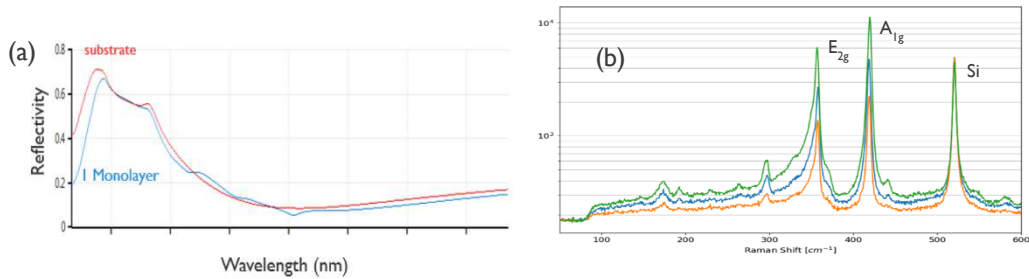 (a)
substrate
0.8
0.6
0.4
0.2
0
Reflectivity
1 Monolayer
Wavelength (nm)
(b)
10⁴
10³
E₂g
A₁g
Si
100
200
300
400
500
600
Raman Shift [cm⁻¹]